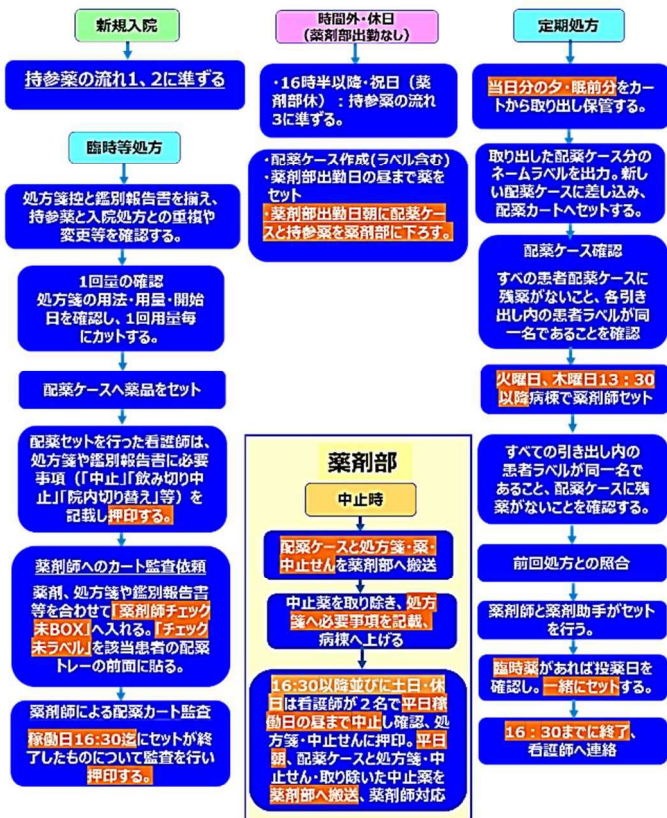 新規入院
持参薬の流れ1、2に準ずる
臨時等処方
処方箋控と鑑別報告書を揃え、
持参薬と入院処方との重複や
変更等を確認する。
1回量の確認
処方箋の用法・用量・開始
日を確認し、1回用量毎
にカットする。
配薬ケースへ薬品をセット
配薬セットを行った看護師は、
処方箋や鑑別報告書に必要
事項（「中止」「飲み切り中
止」「院内切り替え」等）を
記載し押印する。
薬剤師へのカート監査依頼
薬剤、処方箋や鑑別報告書
等を合わせて「薬剤師チェック
未BOX」へ入れる。「チェック
未ラベル」を該当患者の配薬
トレーの前面に貼る。
薬剤師による配薬カート監査
稼働日16:30迄にセットが終
了したものについて監査を行い
押印する。
時間外・休日
（薬剤部出勤なし）
・16時半以降・祝日（薬
剤部休）：持参薬の流れ
3に準ずる。
・配薬ケース作成(ラベル含む)
・薬剤部出勤日の昼まで薬を
セット
・薬剤部出勤日朝に配薬ケー
スと持参薬を薬剤部に下ろす。
薬剤部
中止時
配薬ケースと処方箋・薬・
中止せんを薬剤部へ搬送
中止薬を取り除き、処方
箋へ必要事項を記載、
病棟へ上げる
16:30以降並びに土日・休
日は看護師が２名で平日稼
働日の昼まで中止し確認、処
方箋・中止せんに押印。平日
朝、配薬ケースと処方箋・中
止せん・取り除いた中止薬を
薬剤部へ搬送、薬剤師対応
定期処方
当日分の夕・眠前分をカー
トから取り出し保管する。
取り出した配薬ケース分の
ネームラベルを出力。新し
い配薬ケースに差し込み、
配薬カートへセットする。
配薬ケース確認
すべの患者配薬ケースに
残薬がないこと、各引き
出し内の患者ラベルが同
一名であることを確認
火曜日、木曜日13：30
以降病棟で薬剤師セット
すべての引き出し内の
患者ラベルが同一名で
あること、配薬ケースに残
薬がないことを確認する。
前回処方との照合
薬剤師と薬剤助手がセット
を行う。
臨時薬があれば投薬日を
確認し。一緒にセットする。
16：30までに終了、
看護師へ連絡